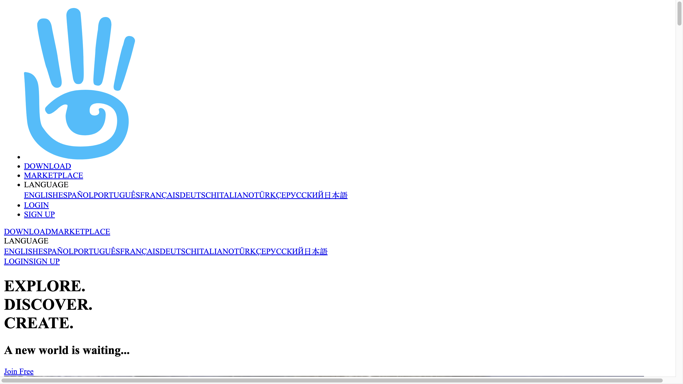 DOWNLOAD
MARKETPLACE
LANGUAGE
ENGLISHESPAÑOLPORTUGUÊSFRANÇAISDEUTSCHITALIANOTÜRKÇEРУССКИЙ日本語
LOGIN
SIGN UP
DOWNLOADMARKETPLACE
LANGUAGE
ENGLISHESPAÑOLPORTUGUÊSFRANÇAISDEUTSCHITALIANOTÜRKÇEРУССКИЙ日本語
LOGINSIGN UP
EXPLORE.
DISCOVER.
CREATE.
A new world is waiting...
Join Free